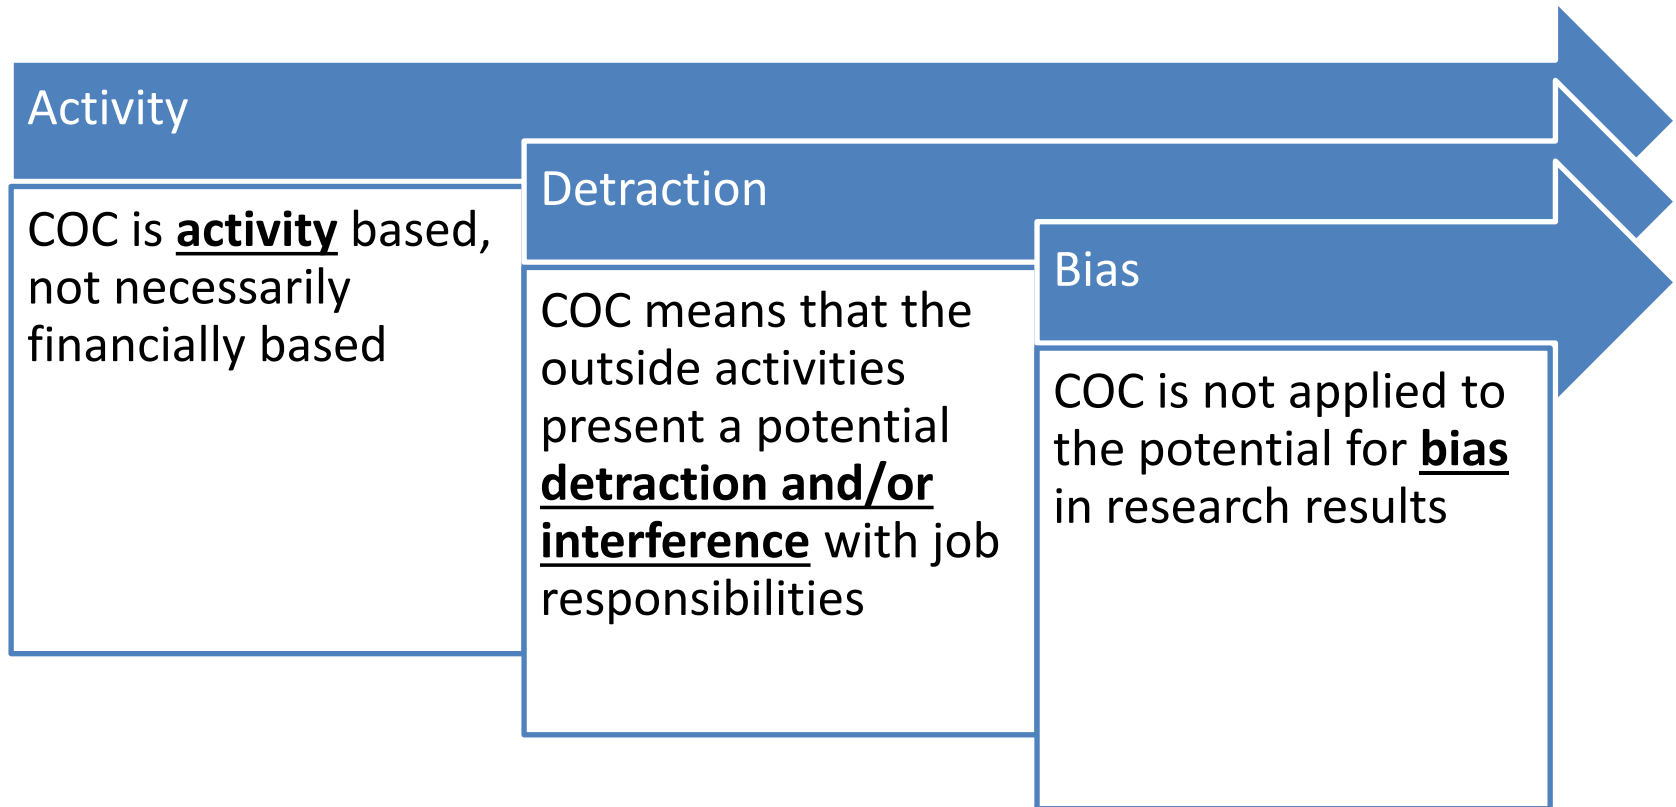 Activity
COC is activity based,
not necessarily
financially based
Detraction
COC means that the
outside activities
present a potential
detraction and/or
interference with job
responsibilities
Bias
COC is not applied to
the potential for bias
in research results